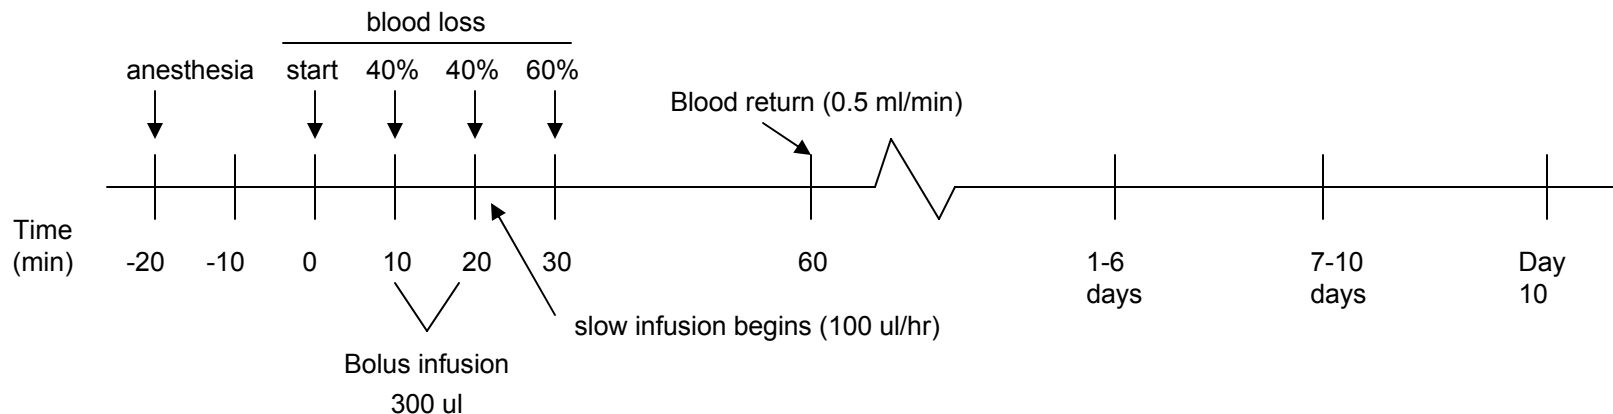 blood loss
anesthesia start 40% 40% 60%
Blood return (0.5 ml/min)
Time
(min) -20 -10 0 10 20 30 60 1-6 days 7-10 days Day 10
slow infusion begins (100 ul/hr)
Bolus infusion
300 ul